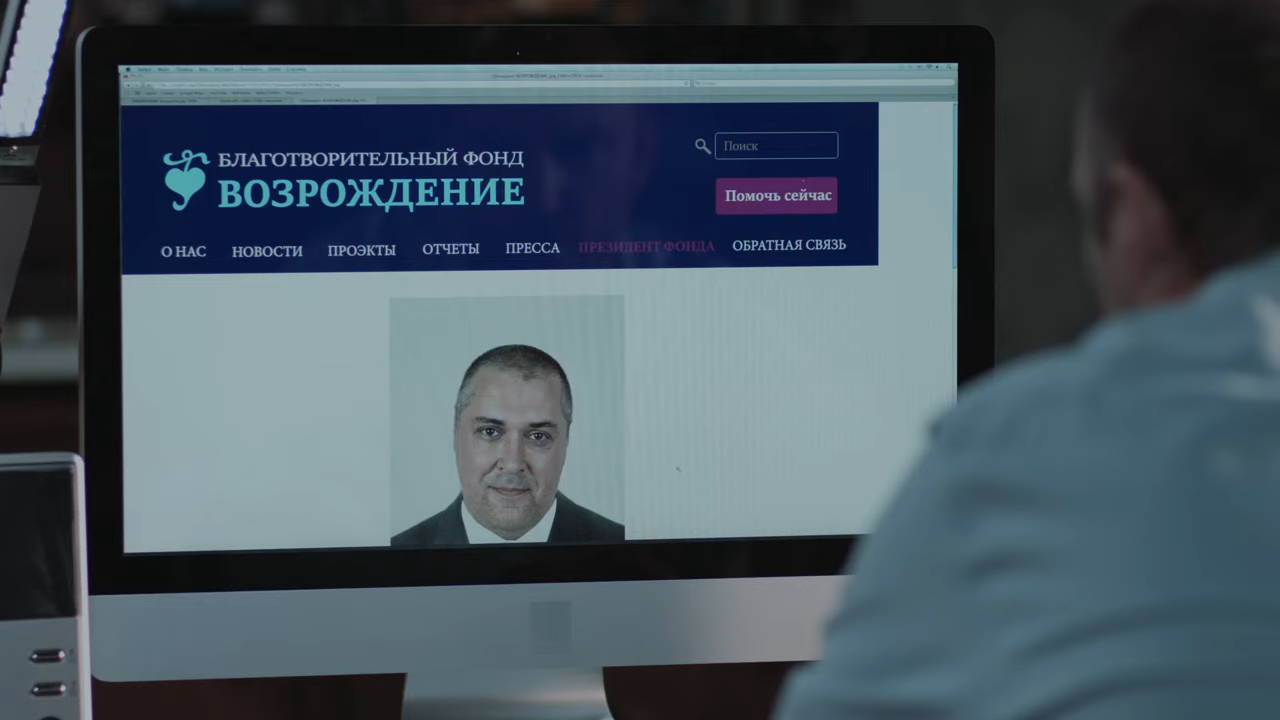 БЛАГОТВОРИТЕЛЬНЫЙ ФОНД
ВОЗРОЖДЕНИЕ
Поиск
Помочь сейчас
О НАС НОВОСТИ ПРОЭКТЫ ОТЧЕТЫ ПРЕССА ПРЕЗИДЕНТ ФОНДА ОБРАТНАЯ СВЯЗЬ